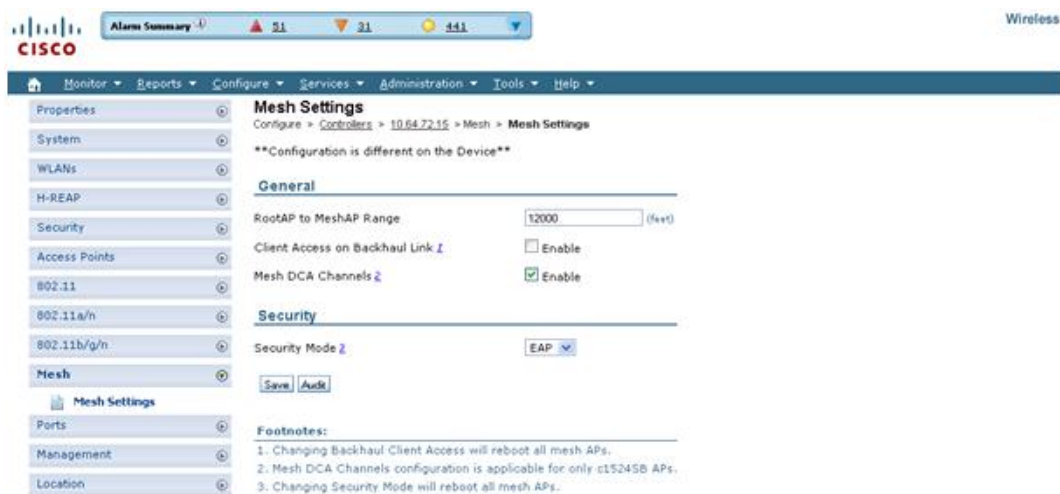 Wireless
Alarm Summary 51 31 441
CISCO
Monitor Reports Configure Services Administration Tools Help
Properties
System
WLANs
H-REAP
Security
Access Points
802.11
802.11a/n
802.11b/g/n
Mesh
Mesh Settings
Ports
Management
Location
Mesh Settings
Configure > Controllers > 10.64.72.15 > Mesh > Mesh Settings
**Configuration is different on the Device**
General
RootAP to MeshAP Range 12000 (feet)
Client Access on Backhaul Link 1 Enable
Mesh DCA Channels 2 Enable
Security
Security Mode 2 EAP
Save Audit
Footnotes:
1. Changing Backhaul Client Access will reboot all mesh APs.
2. Mesh DCA Channels configuration is applicable for only c1524SB APs.
3. Changing Security Mode will reboot all mesh APs.